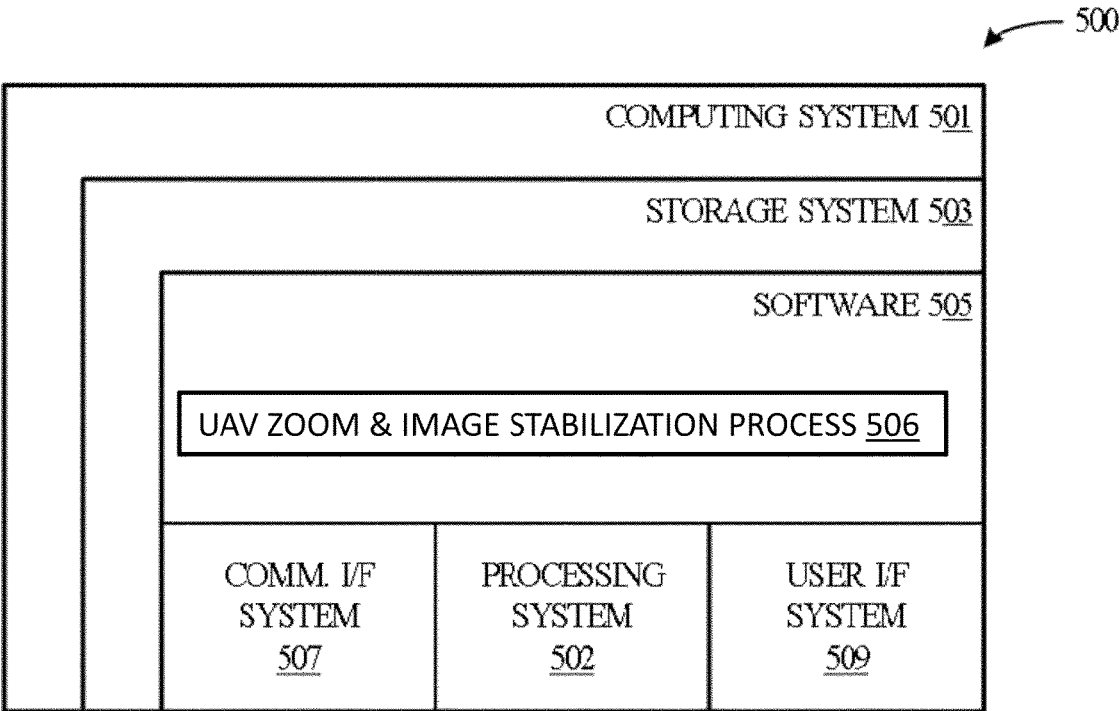 500
COMPUTING SYSTEM 501
STORAGE SYSTEM 503
SOFTWARE 505
UAV ZOOM & IMAGE STABILIZATION PROCESS 506
COMM. I/F
SYSTEM
507
PROCESSING
SYSTEM
502
USER I/F
SYSTEM
509